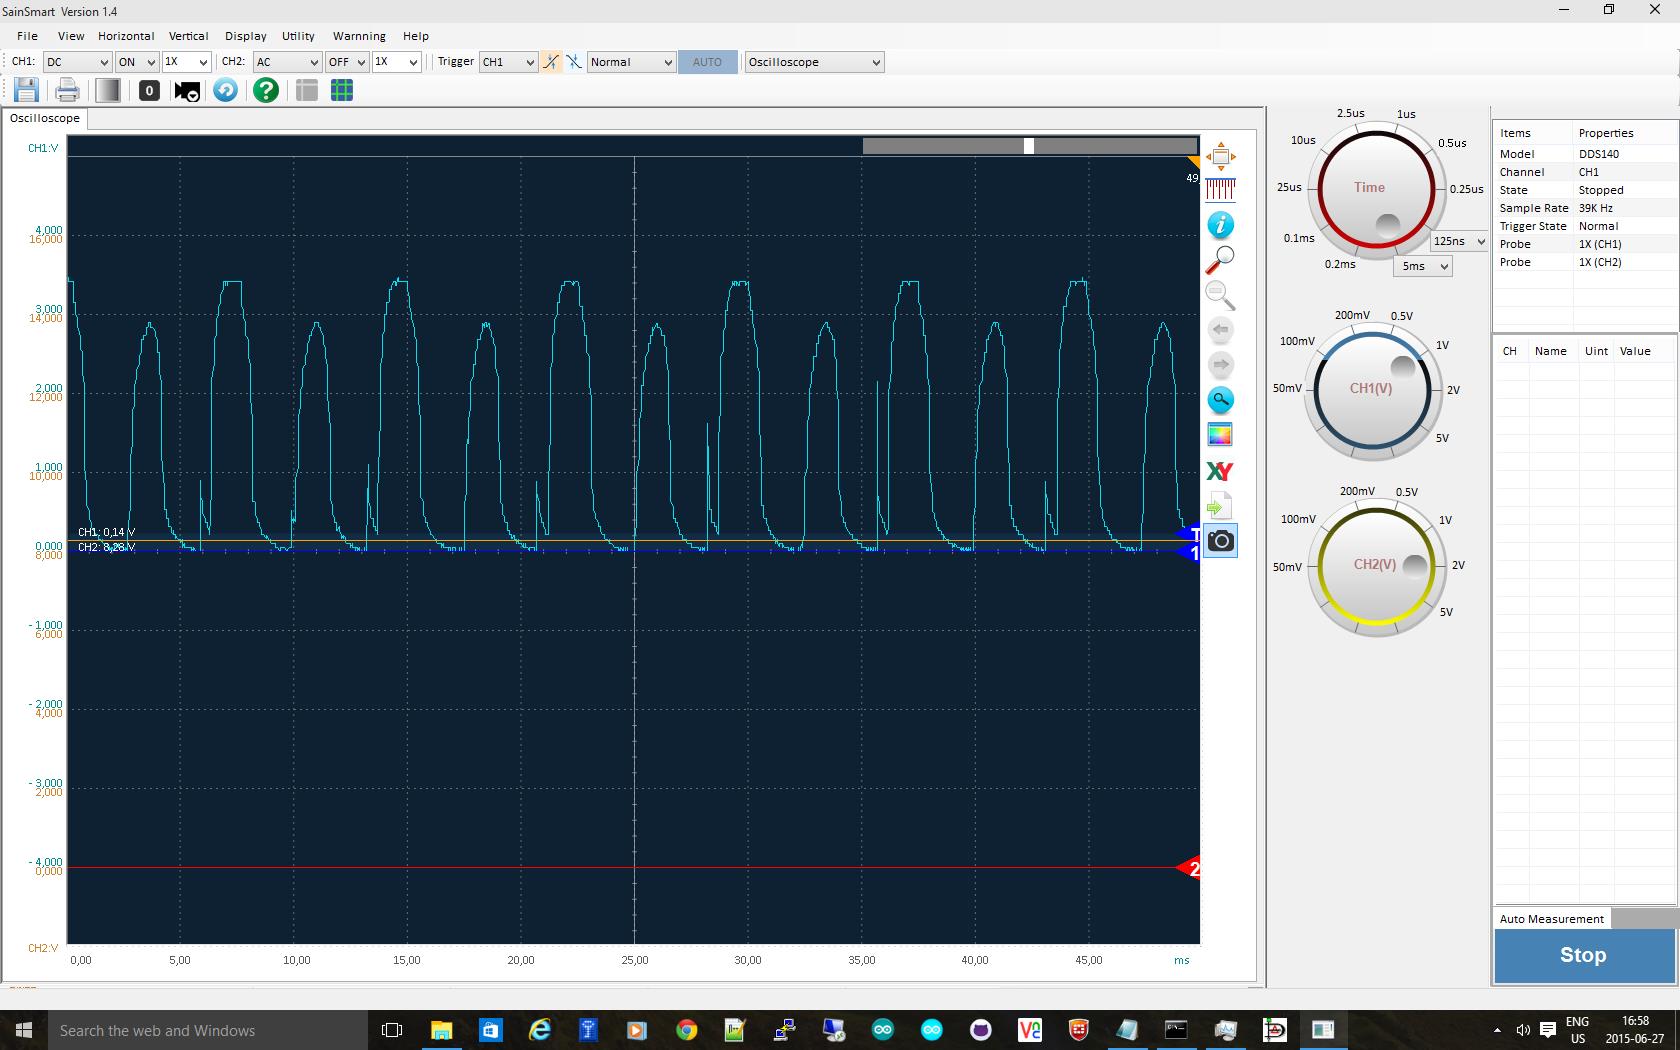 SainSmart Version 1.4
File View Horizontal Vertical Display Utility Warnning Help
CH1: DC ON 1X CH2: AC OFF 1X Trigger CH1 Normal AUTO Oscilloscope
0
Oscilloscope
CH1:V
49,
4,000
16,000
3,000
14,000
2,000
12,000
1,000
10,000
CH1: 0,14 V
0,000
CH2: 8,28 V
8,000
T
1
- 1,000
6,000
- 2,000
4,000
- 3,000
2,000
- 4,000
0,000
2
CH2:V
0,00 5,00 10,00 15,00 20,00 25,00 30,00 35,00 40,00 45,00 ms
XY
2.5us 1us
10us 0.5us
25us Time 0.25us
0.1ms 125ns
0.2ms 5ms
200mV 0.5V
100mV 1V
50mV CH1(V) 2V
5V
200mV 0.5V
100mV 1V
50mV CH2(V) 2V
5V
Items Properties
Model DDS140
Channel CH1
State Stopped
Sample Rate 39K Hz
Trigger State Normal
Probe 1X (CH1)
Probe 1X (CH2)
CH Name Uint Value
Auto Measurement
Stop
Search the web and Windows
ENG 16:58
US 2015-06-27